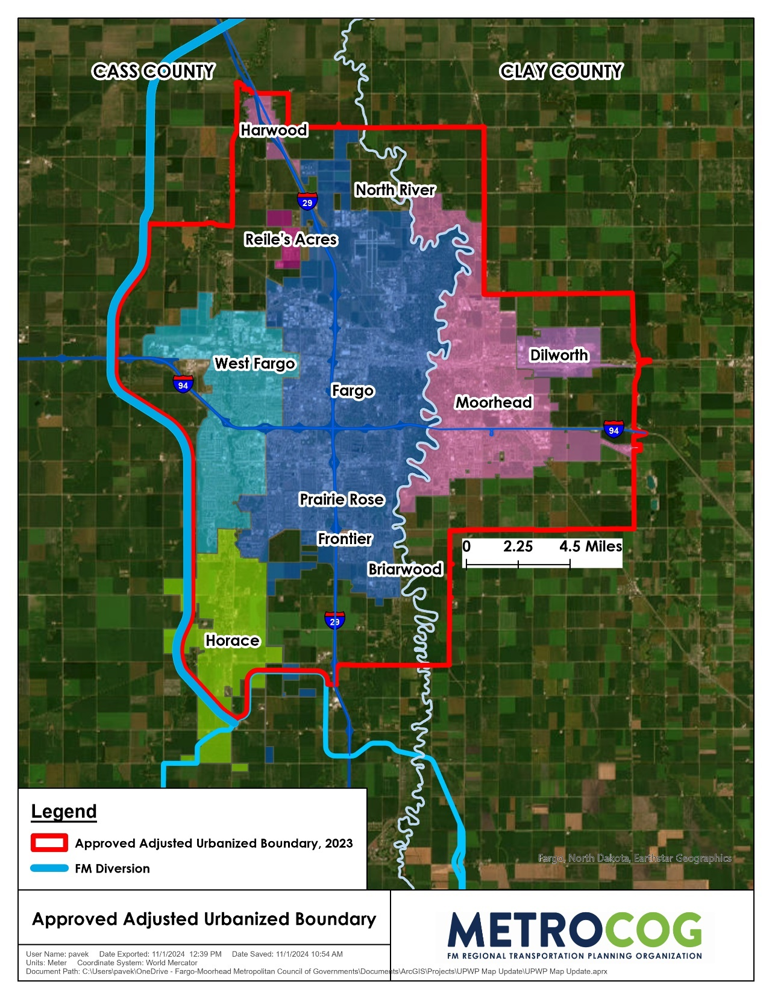 CASS COUNTY
CLAY COUNTY
Harwood
North River
29
Reile's Acres
Dilworth
West Fargo
94
Fargo
Moorhead
94
Prairie Rose
Frontier
0 2.25 4.5 Miles
Briarwood
29
Horace
Legend
Approved Adjusted Urbanized Boundary, 2023
FM Diversion
Fargo, North Dakota, Earthstar Geographics
Approved Adjusted Urbanized Boundary
METROCOG
FM REGIONAL TRANSPORTATION PLANNING ORGANIZATION
User Name: pavek Date Exported: 11/1/2024 12:39 PM Date Saved: 11/1/2024 10:54 AM
Units: Meter Coordinate System: World Mercator
Document Path: C:\Users\pavek\OneDrive - Fargo-Moorhead Metropolitan Council of Governments\Documents\ArcGIS\Projects\UPWP Map Update\UPWP Map Update.aprx